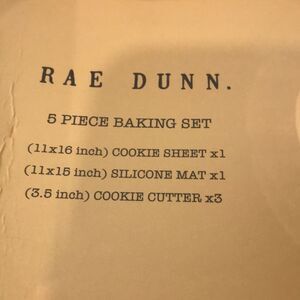 RAE DUNN.
5 PIECE BAKING SET
(11x16 inch) COOKIE SHEET x1
(11x15 inch) SILICONE MAT x1
(3.5 inch) COOKIE CUTTER x3